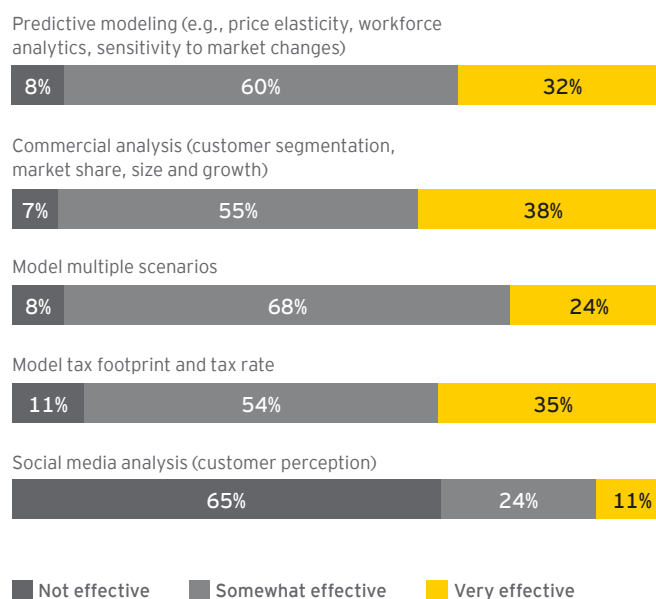 Predictive modeling (e.g., price elasticity, workforce
analytics, sensitivity to market changes)
8% 60% 32%
Commercial analysis (customer segmentation,
market share, size and growth)
7% 55% 38%
Model multiple scenarios
8% 68% 24%
Model tax footprint and tax rate
11% 54% 35%
Social media analysis (customer perception)
65% 24% 11%
Not effective Somewhat effective Very effective